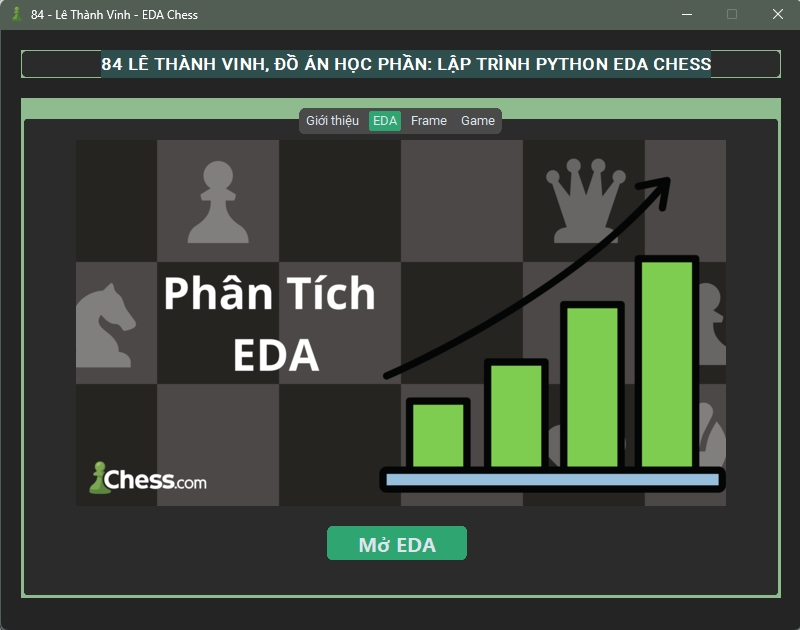 84 - Lê Thành Vinh - EDA Chess
84 LÊ THÀNH VINH, ĐỒ ÁN HỌC PHẦN: LẬP TRÌNH PYTHON EDA CHESS
Giới thiệu EDA Frame Game
Phân Tích
EDA
Chess.com
Mở EDA